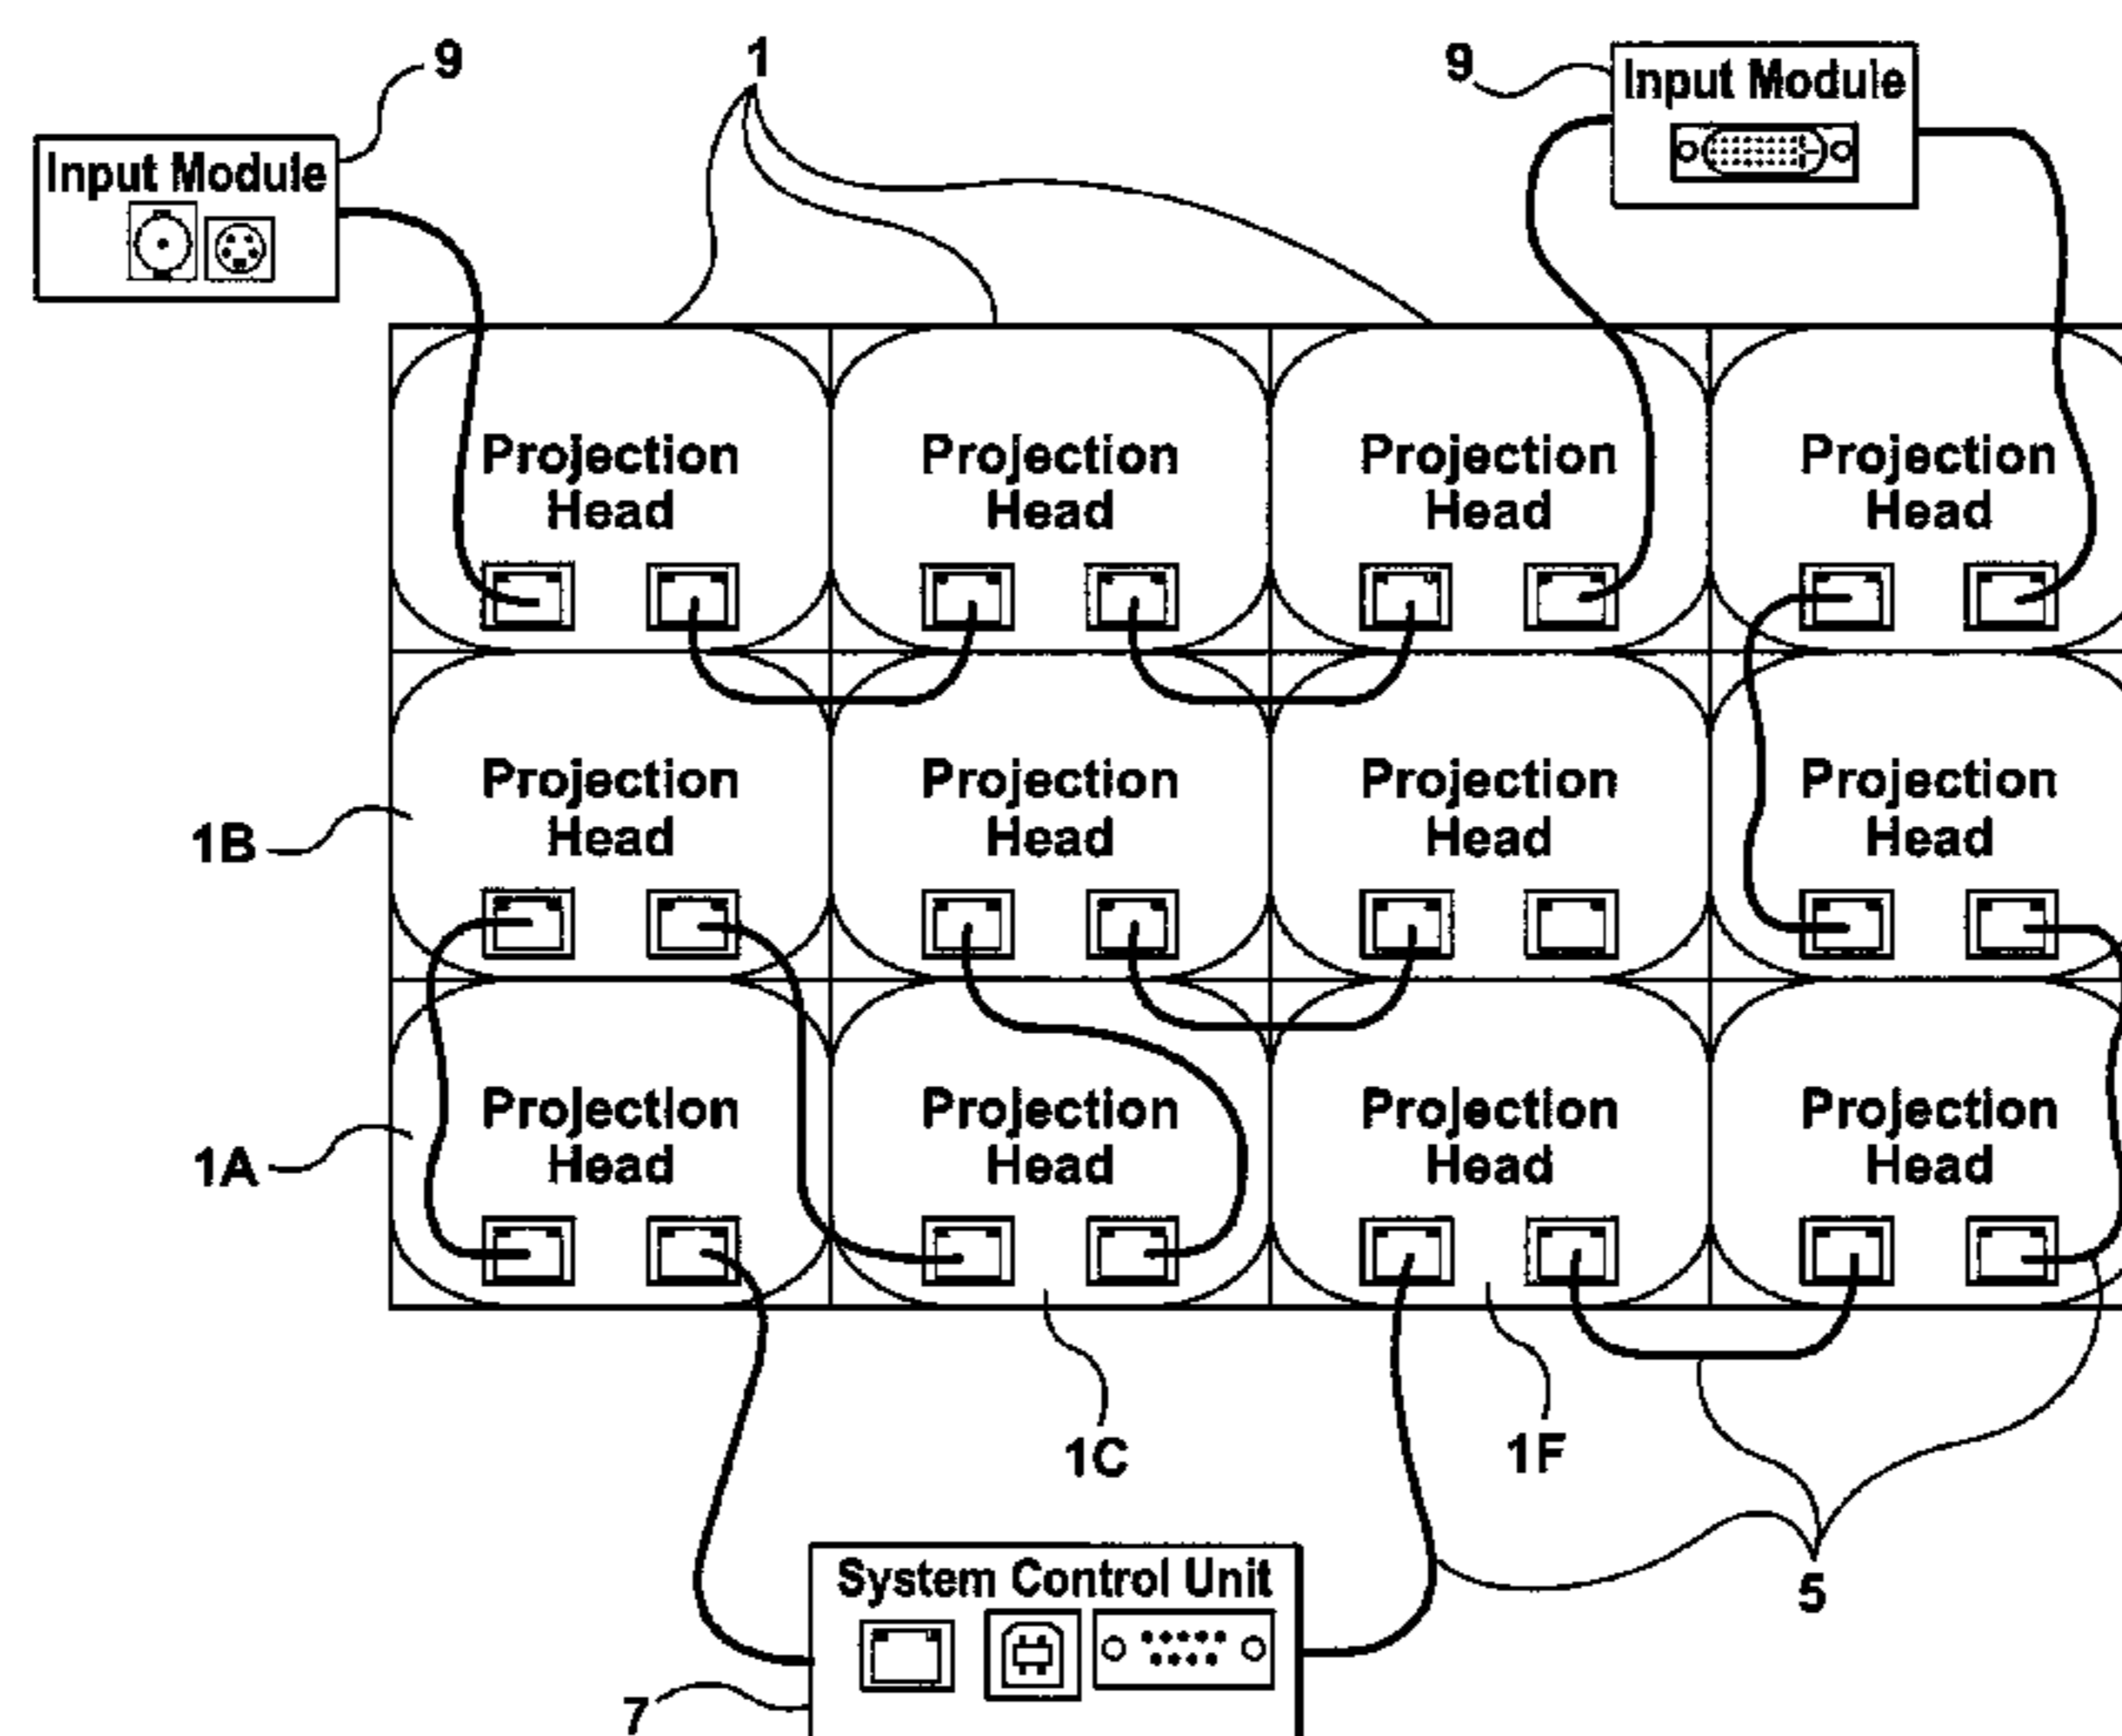 9
1
9
Input Module
Input Module
Projection Head
Projection Head
Projection Head
Projection Head
1B
Projection Head
Projection Head
Projection Head
Projection Head
1A
Projection Head
Projection Head
Projection Head
Projection Head
1C
1F
5
System Control Unit
7